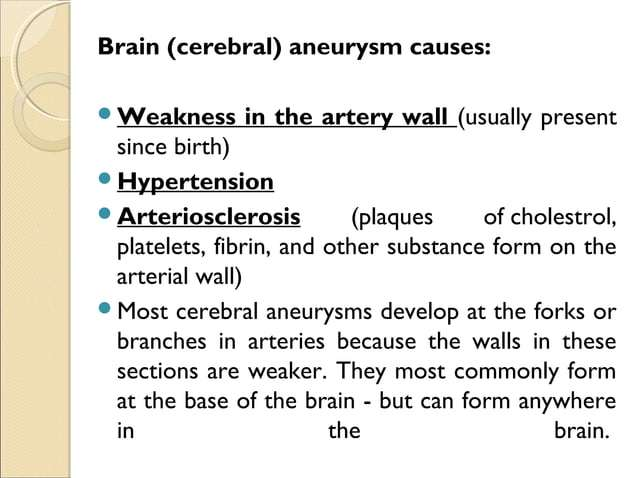 Brain (cerebral) aneurysm causes:
Weakness in the artery wall (usually present
since birth)
Hypertension
Arteriosclerosis (plaques of cholestrol,
platelets, fibrin, and other substance form on the
arterial wall)
Most cerebral aneurysms develop at the forks or
branches in arteries because the walls in these
sections are weaker. They most commonly form
at the base of the brain - but can form anywhere
in the brain.